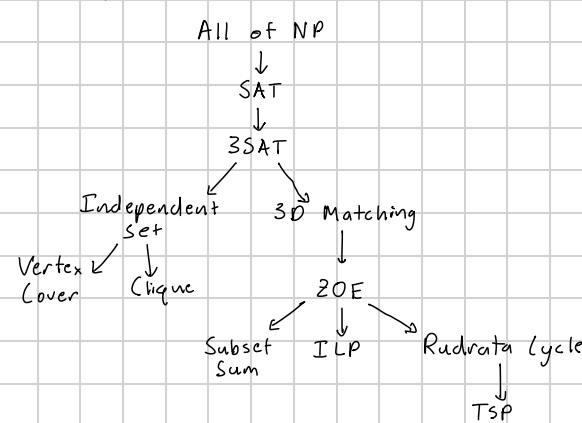 All of NP
SAT
3SAT
Independent
set
3D Matching
Vertex
Cover
Clique
ZOE
Subset
Sum
ILP
Rudrata Cycle
TSP